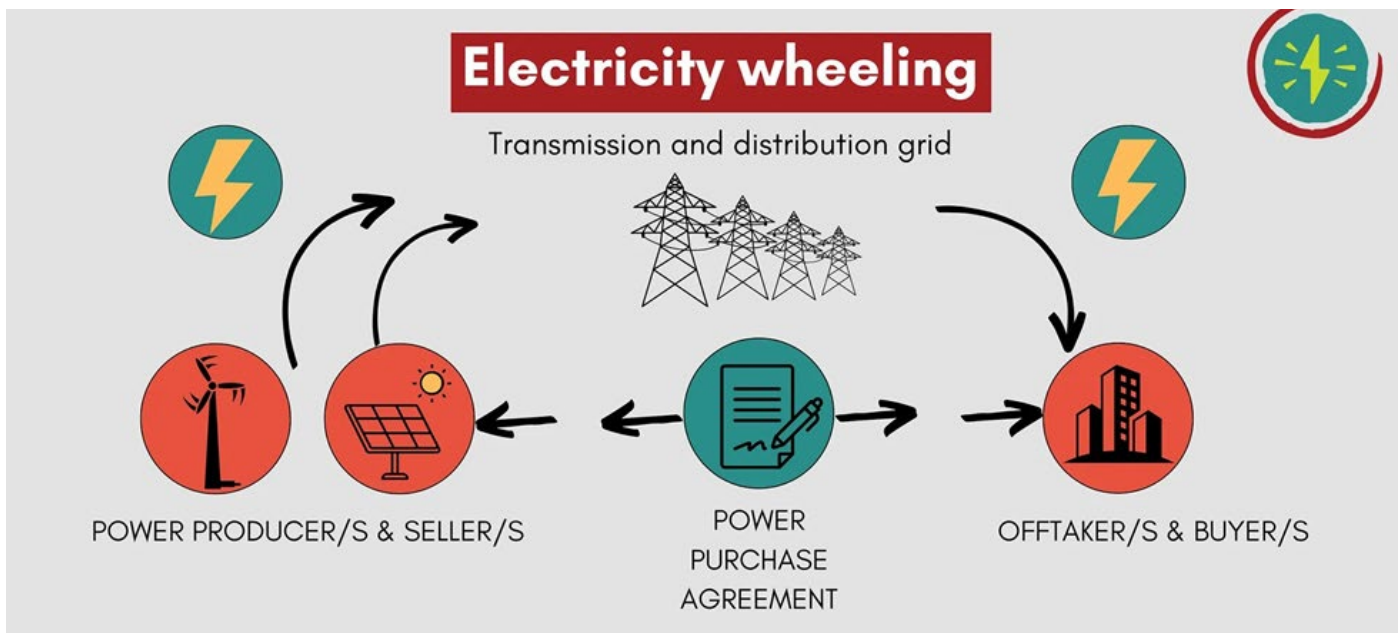 Electricity wheeling
Transmission and distribution grid
POWER PRODUCER/S & SELLER/S
POWER
PURCHASE
AGREEMENT
OFFTAKER/S & BUYER/S